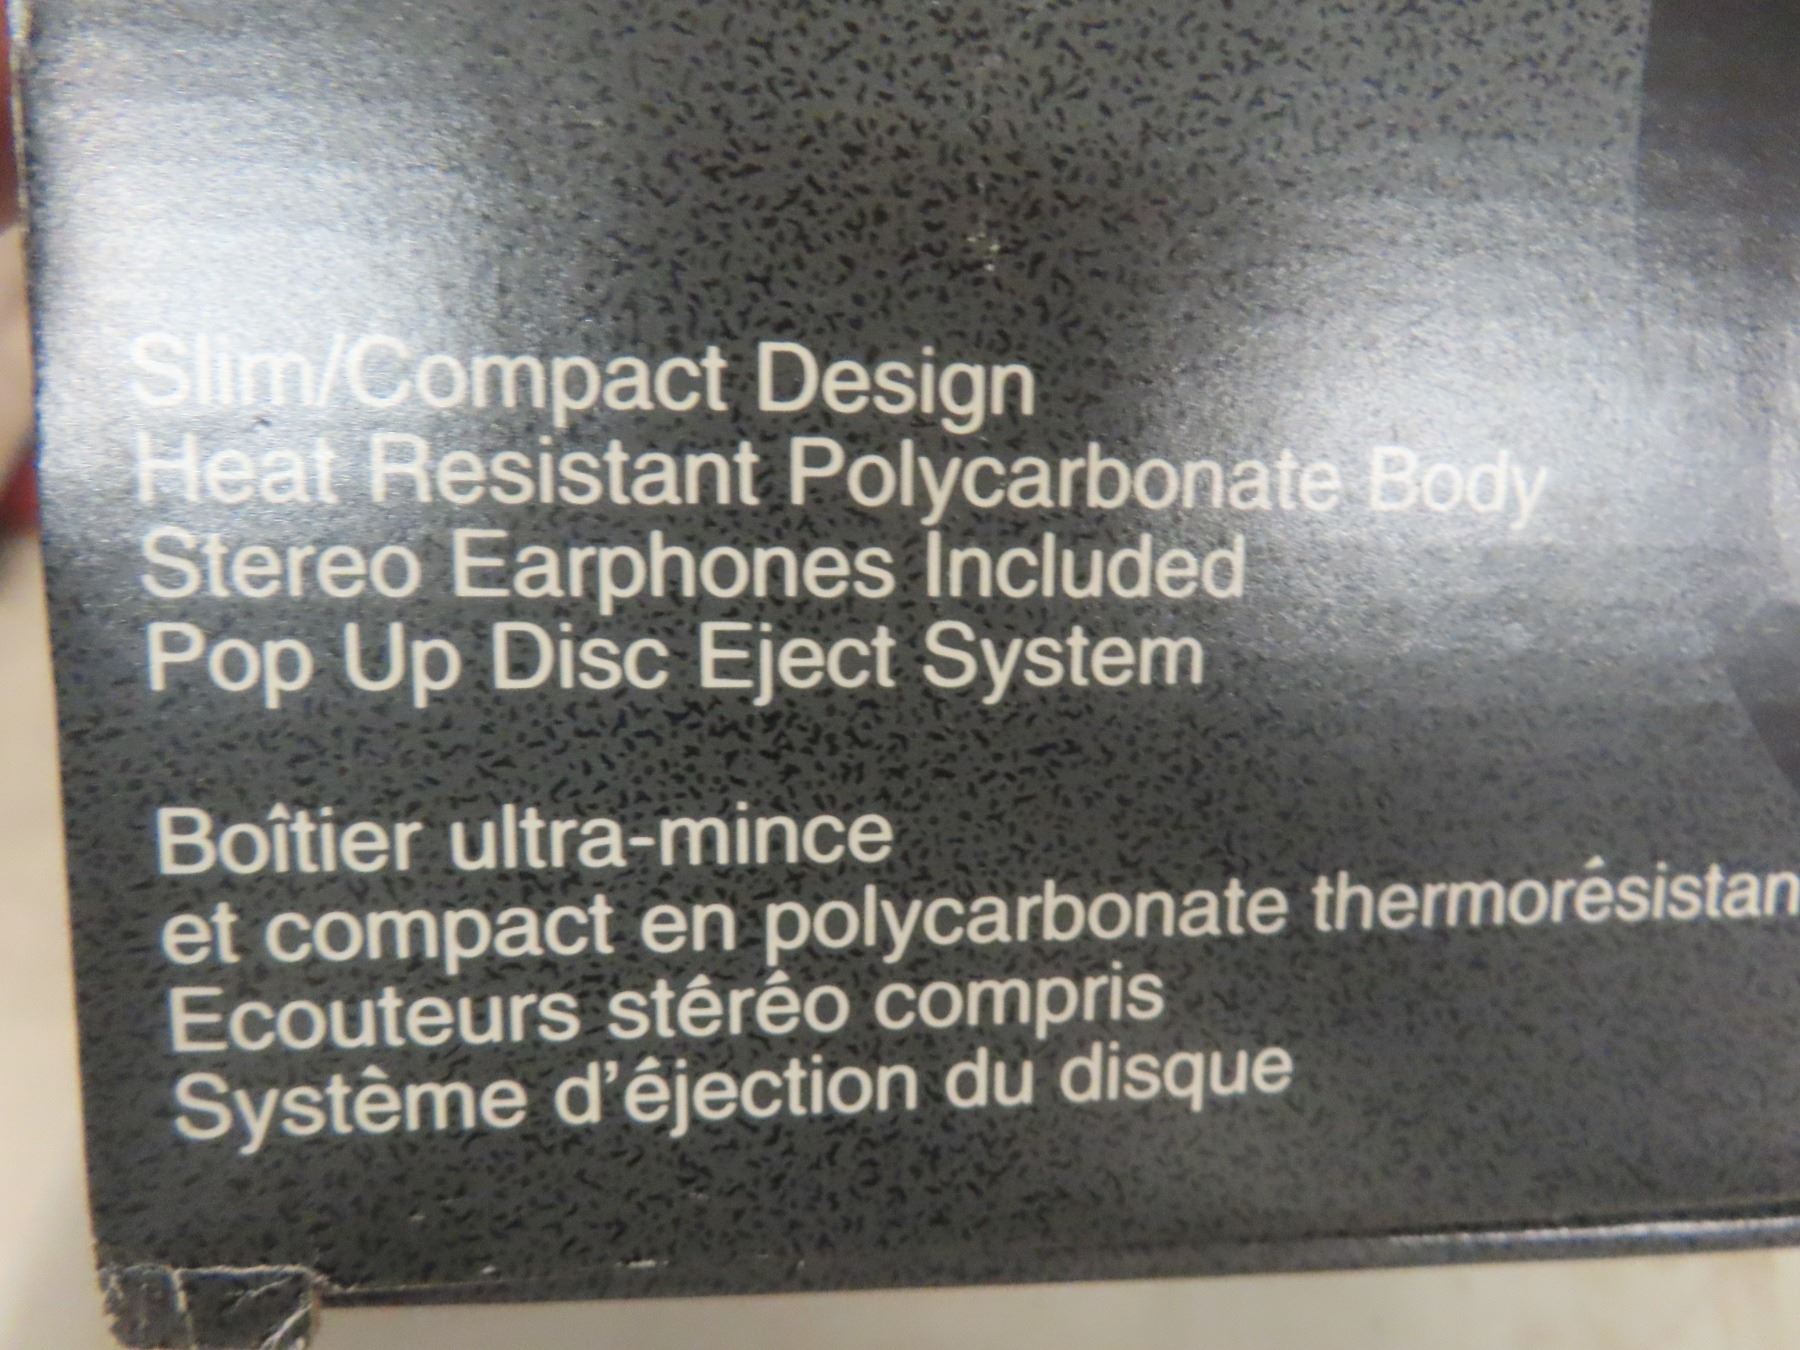 Slim/Compact Design
Heat Resistant Polycarbonate Body
Stereo Earphones Included
Pop Up Disc Eject System
Boîtier ultra-mince
et compact en polycarbonate thermorésistan
Ecouteurs stéréo compris
Système d'éjection du disque